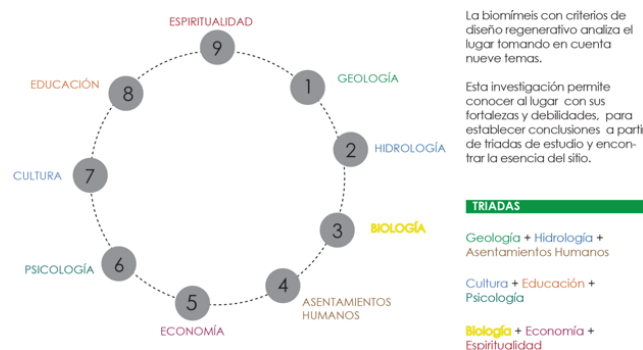 ESPIRITUALIDAD
9
EDUCACIÓN
8
1
GEOLOGÍA
2
HIDROLOGÍA
CULTURA
7
3
BIOLOGÍA
PSICOLOGÍA
6
4
ASENTAMIENTOS
HUMANOS
5
ECONOMÍA
La biomímeis con criterios de
diseño regenerativo analiza el
lugar tomando en cuenta
nueve temas.
Esta investigación permite
conocer al lugar con sus
fortalezas y debilidades, para
establecer conclusiones a parti
de triadas de estudio y encon-
trar la esencia del sitio.
TRIADAS
Geología + Hidrología +
Asentamientos Humanos
Cultura + Educación +
Psicología
Biología + Economía +
Espiritualidad